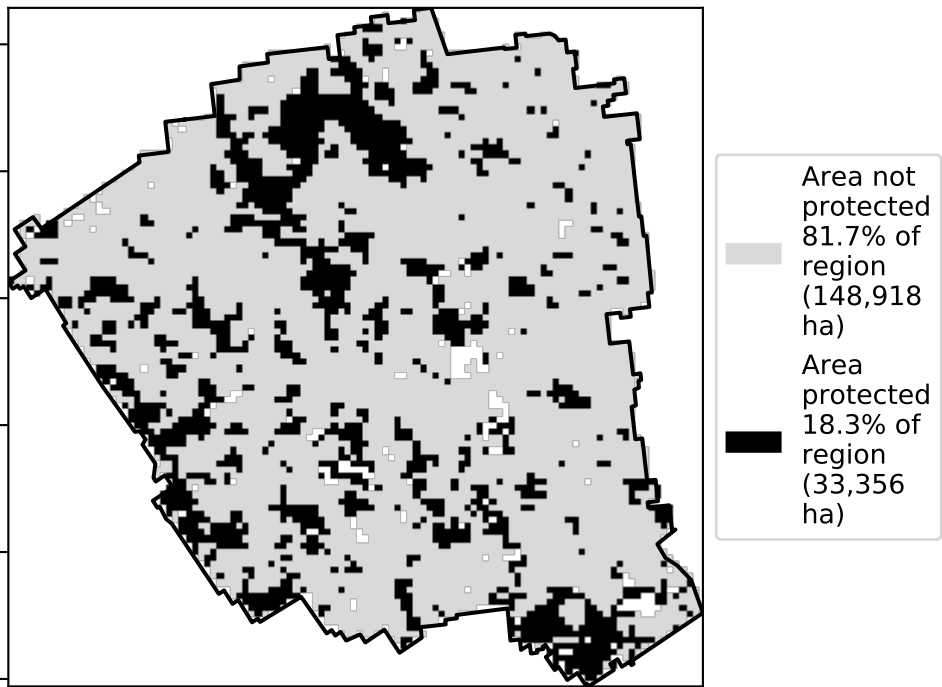 Area not
protected
81.7% of
region
(148,918
ha)
Area
protected
18.3% of
region
(33,356
ha)